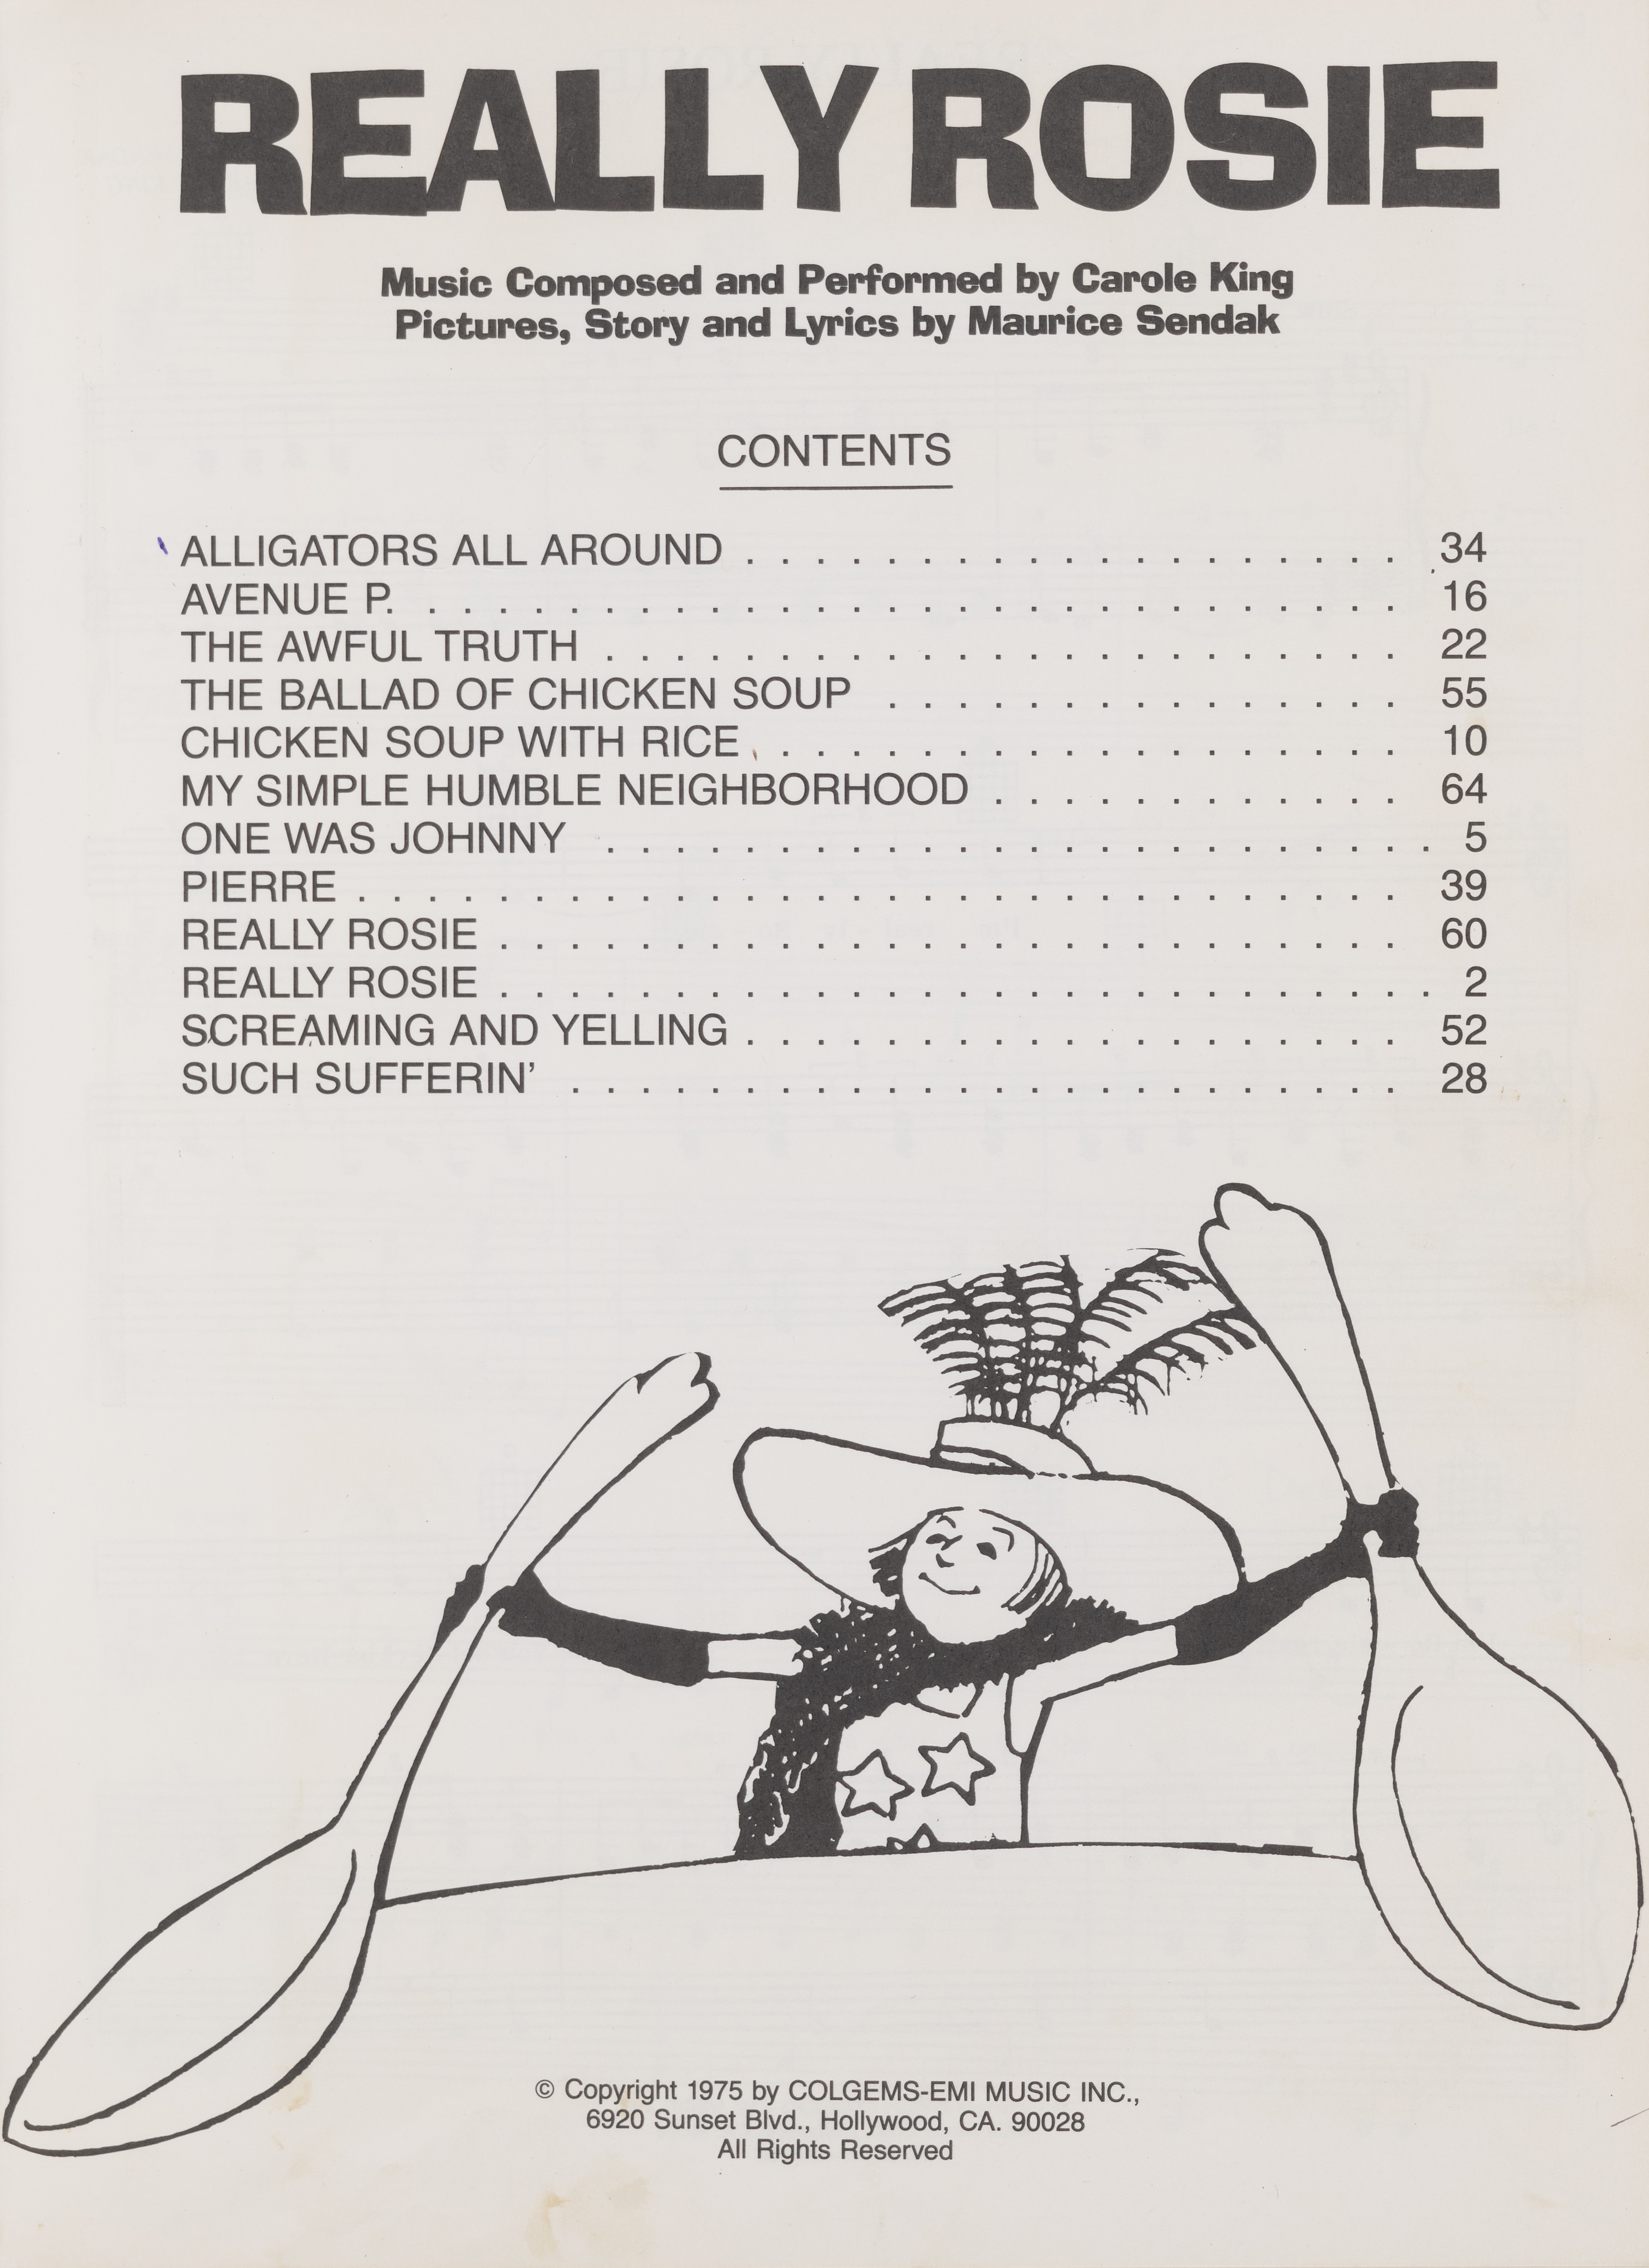 REALLY ROSIE
Music Composed and Performed by Carole King
Pictures, Story and Lyrics by Maurice Sendak
CONTENTS
ALLIGATORS ALL AROUND . . . . . . . . . . . . . . . . . . . 34
AVENUE P. . . . . . . . . . . . . . . . . . . . . . . . . . . . . 16
THE AWFUL TRUTH . . . . . . . . . . . . . . . . . . . . . . . 22
THE BALLAD OF CHICKEN SOUP . . . . . . . . . . . . . . . 55
CHICKEN SOUP WITH RICE . . . . . . . . . . . . . . . . . . 10
MY SIMPLE HUMBLE NEIGHBORHOOD . . . . . . . . . . . . 64
ONE WAS JOHNNY . . . . . . . . . . . . . . . . . . . . . . . . 5
PIERRE . . . . . . . . . . . . . . . . . . . . . . . . . . . . . . 39
REALLY ROSIE . . . . . . . . . . . . . . . . . . . . . . . . . . 60
REALLY ROSIE . . . . . . . . . . . . . . . . . . . . . . . . . . . 2
SCREAMING AND YELLING . . . . . . . . . . . . . . . . . . . 52
SUCH SUFFERIN’ . . . . . . . . . . . . . . . . . . . . . . . . 28
© Copyright 1975 by COLGEMS-EMI MUSIC INC.,
6920 Sunset Blvd., Hollywood, CA. 90028
All Rights Reserved